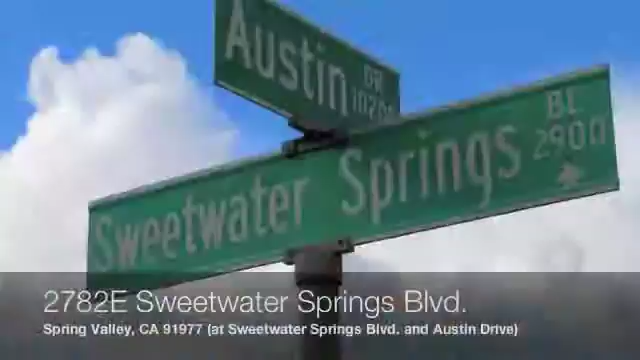 Austin DR
10200
Sweetwater Springs BL
2900
2782E Sweetwater Springs Blvd.
Spring Valley, CA 91977 (at Sweetwater Springs Blvd. and Austin Drive)